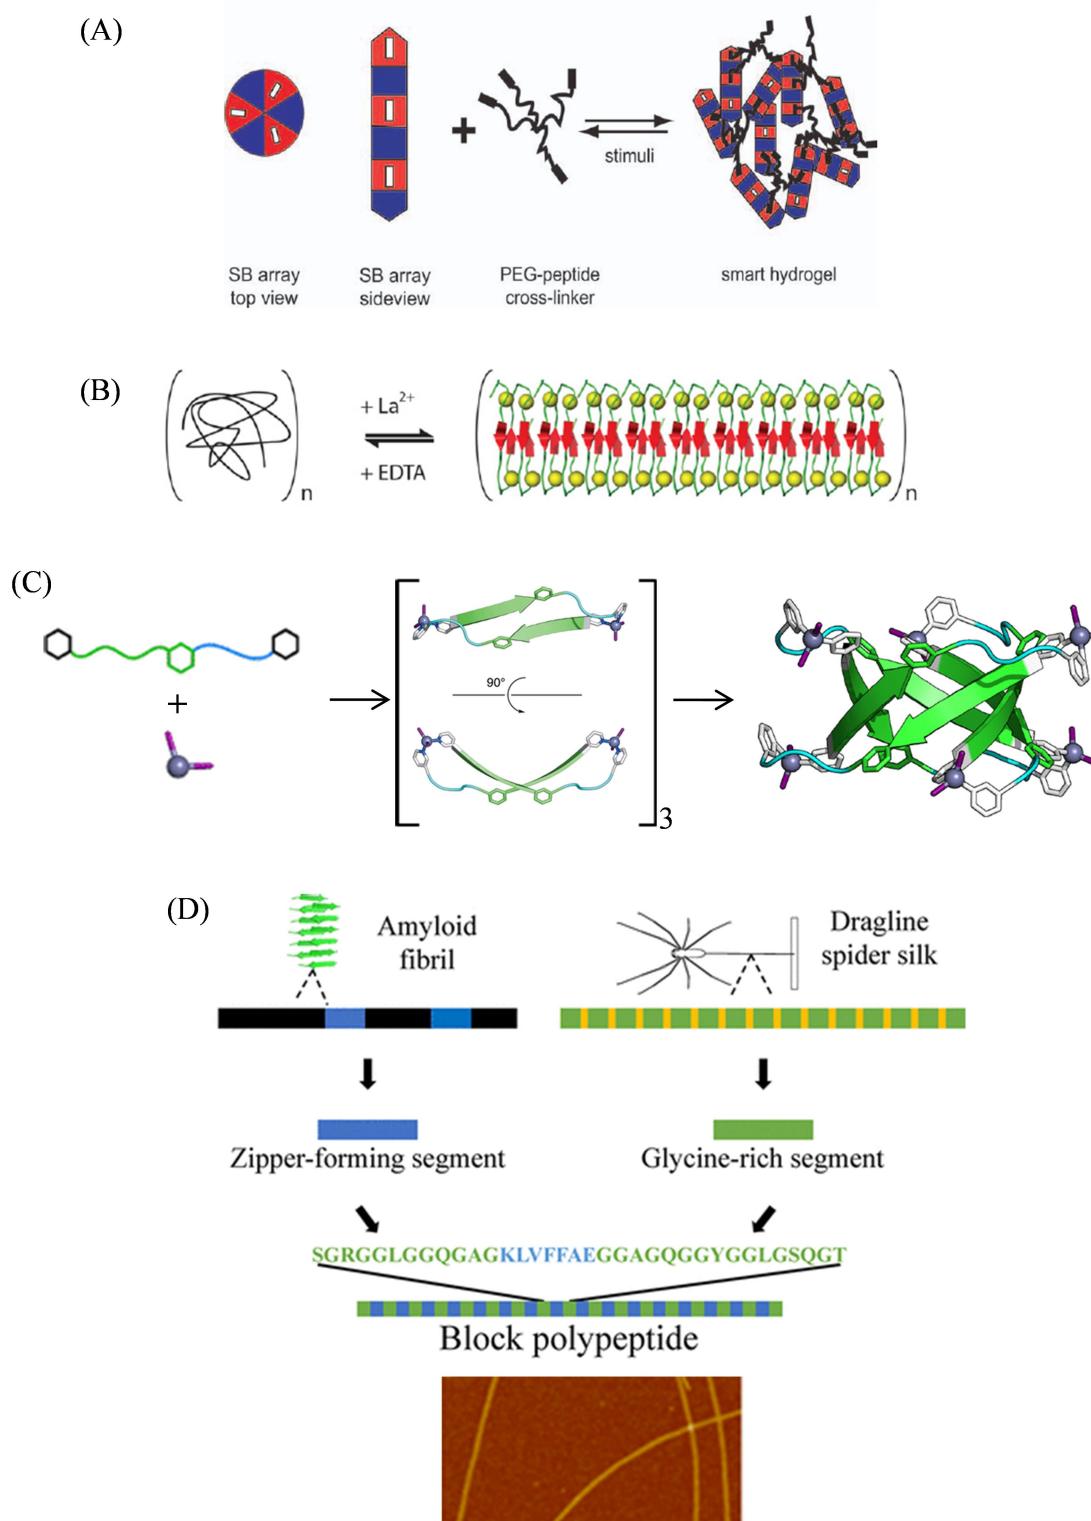 (A)
+
stimuli
SB array
top view
SB array
sideview
PEG-peptide
cross-linker
smart hydrogel
(B)
n
+ La2+
+ EDTA
n
(C)
+
90°
3
(D)
Amyloid
fibril
Dragline
spider silk
Zipper-forming segment
Glycine-rich segment
SGRGGLGGQGAGKLVFFAEGGAGQGGYGGLGSQGT
Block polypeptide